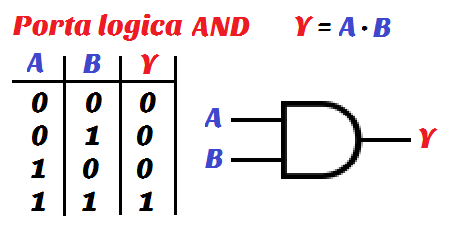 Porta logica AND
Y = A · B
A B Y
0 0 0
0 1 0
1 0 0
1 1 1
A
B
Y